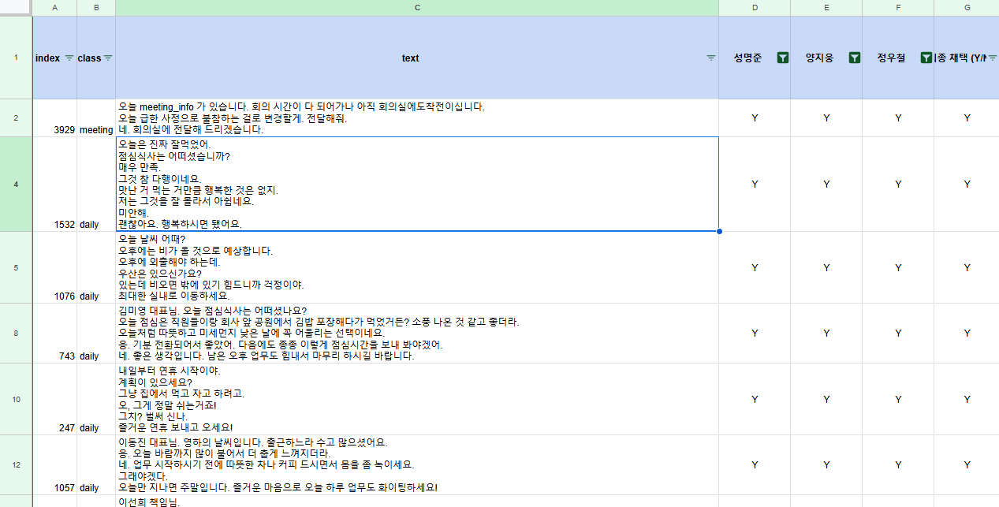 A B C D E F G
1 index class text 성명준 양지웅 정우철 종 채택 (Y/
2 3929 meeting 오늘 meeting_info 가 있습니다. 회의 시간이 다 되어가나 아직 회의실에도착전이십니다.
오늘 급한 사정으로 불참하는 걸로 변경할게. 전달해줘.
네. 회의실에 전달해 드리겠습니다.
Y Y Y Y
4 1532 daily 오늘은 진짜 잘먹었어.
점심식사는 어떠셨습니까?
매우 만족.
그것 참 다행이네요.
맛난 거 먹는 거만큼 행복한 것은 없지.
저는 그것을 잘 몰라서 아쉽네요.
미안해.
괜찮아요. 행복하시면 됐어요.
Y Y Y Y
5 1076 daily 오늘 날씨 어때?
오후에는 비가 올 것으로 예상합니다.
오후에 외출해야 하는데.
우산은 있으신가요?
있는데 비오면 밖에 있기 힘드니까 걱정이야.
최대한 실내로 이동하세요.
Y Y Y Y
8 743 daily 김미영 대표님. 오늘 점심식사는 어떠셨나요?
오늘 점심은 직원들이랑 회사 앞 공원에서 김밥 포장해다가 먹었거든? 소풍 나온 것 같고 좋더라.
오늘처럼 따뜻하고 미세먼지 낮은 날에 꼭 어울리는 선택이네요.
응. 기분 전환되어서 좋았어. 다음에도 종종 이렇게 점심시간을 보내 봐야겠어.
네. 좋은 생각입니다. 남은 오후 업무도 힘내서 마무리 하시길 바랍니다.
Y Y Y Y
10 247 daily 내일부터 연휴 시작이야.
계획이 있으세요?
그냥 집에서 먹고 자고 하려고.
오, 그게 정말 쉬는거죠!
그치? 벌써 신나.
즐거운 연휴 보내고 오세요!
Y Y Y Y
12 1057 daily 이동진 대표님. 영하의 날씨입니다. 출근하느라 수고 많으셨어요.
응. 오늘 바람까지 많이 불어서 더 춥게 느껴지더라.
네. 업무 시작하시기 전에 따뜻한 차나 커피 드시면서 몸을 좀 녹이세요.
그래야겠다.
오늘만 지나면 주말입니다. 즐거운 마음으로 오늘 하루 업무도 화이팅하세요!
Y Y Y Y
이선희 책임님.